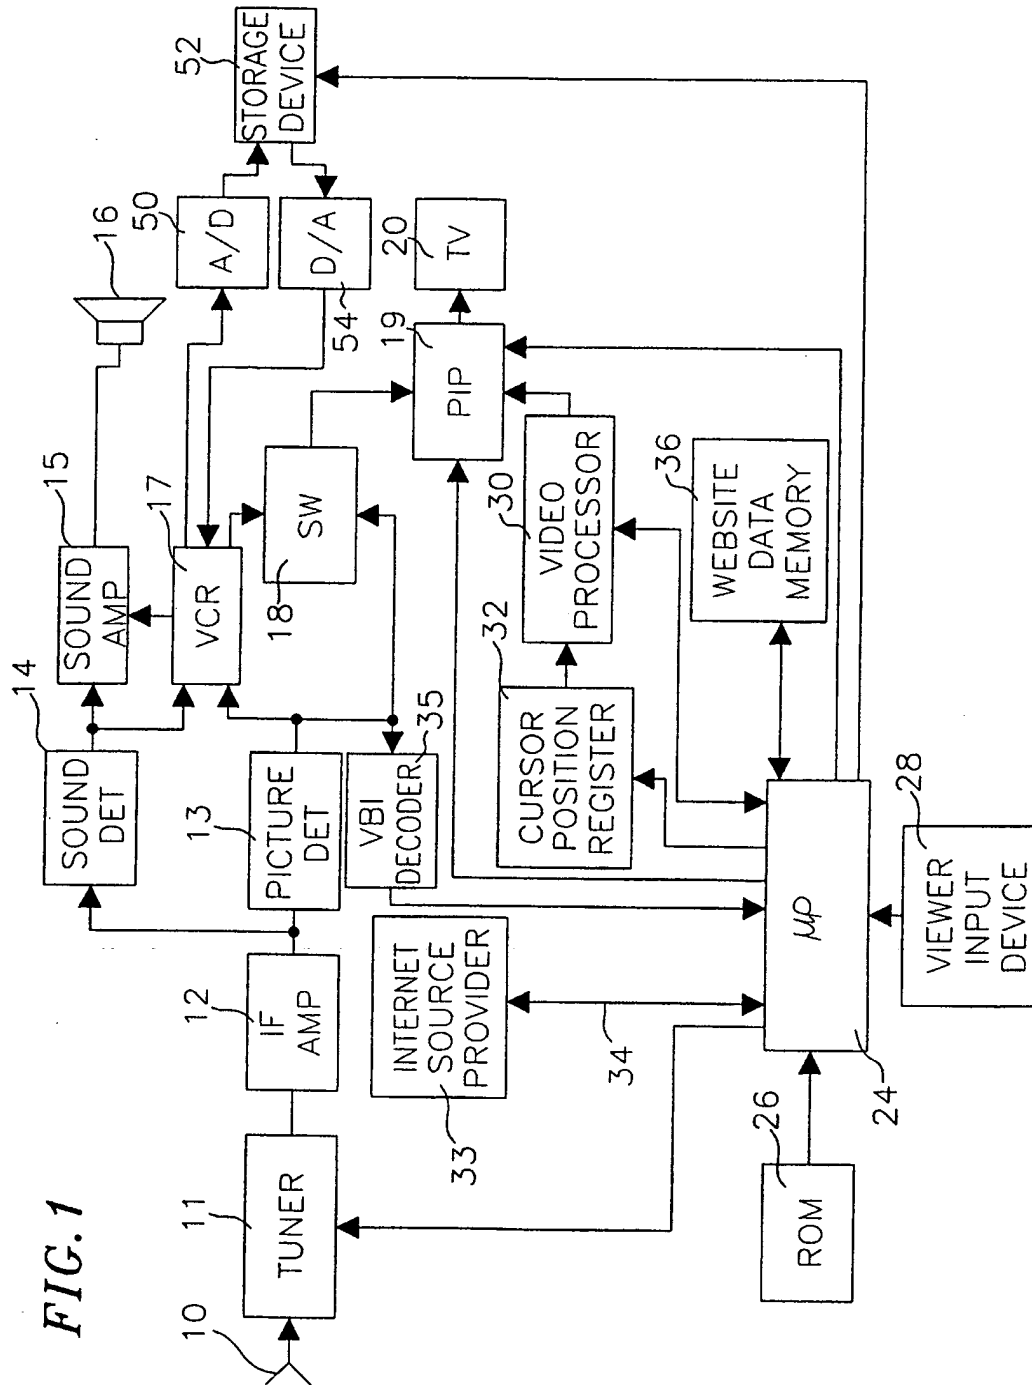 FIG. 1
10
11
TUNER
12
IF
AMP
13
PICTURE
DET
14
SOUND
DET
15
SOUND
AMP
16
17
VCR
18
SW
19
PIP
20
TV
50
A/D
52
STORAGE
DEVICE
54
D/A
35
VBI
DECODER
33
INTERNET
SOURCE
PROVIDER
34
32
CURSOR
POSITION
REGISTER
30
VIDEO
PROCESSOR
36
WEBSITE
DATA
MEMORY
26
ROM
24
μP
28
VIEWER
INPUT
DEVICE